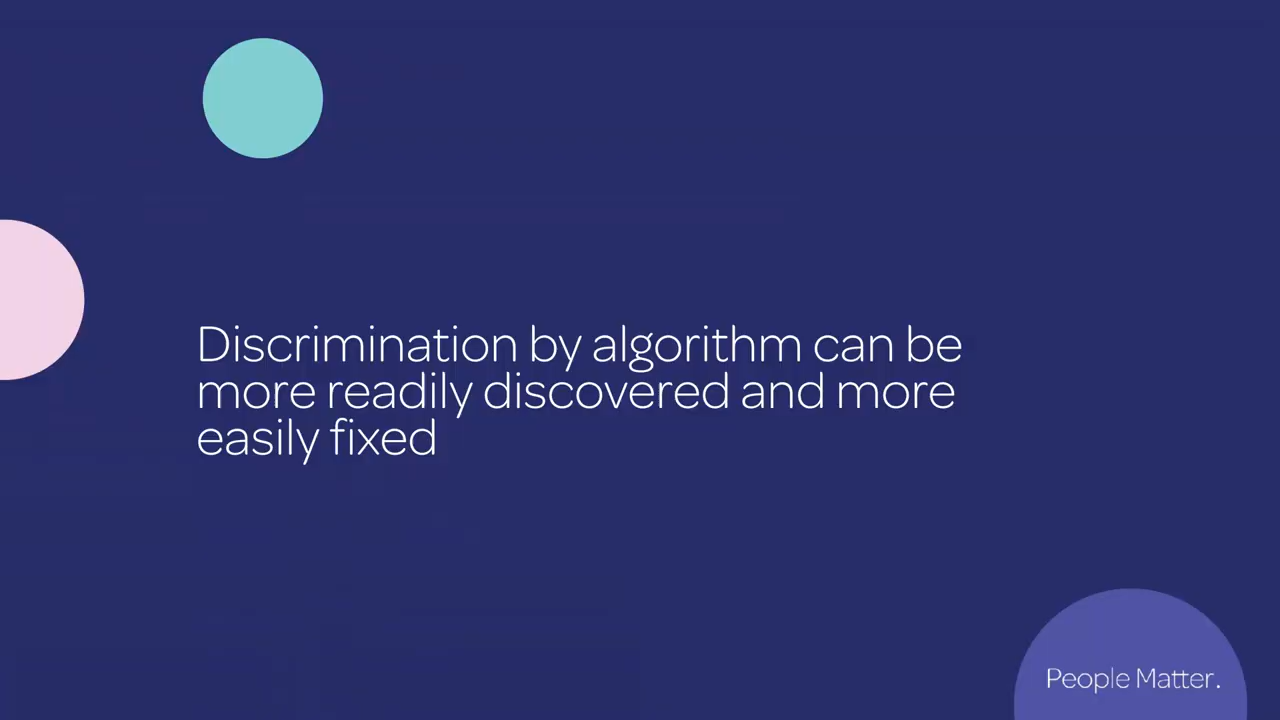 Discrimination by algorithm can be
more readily discovered and more
easily fixed
People Matter.